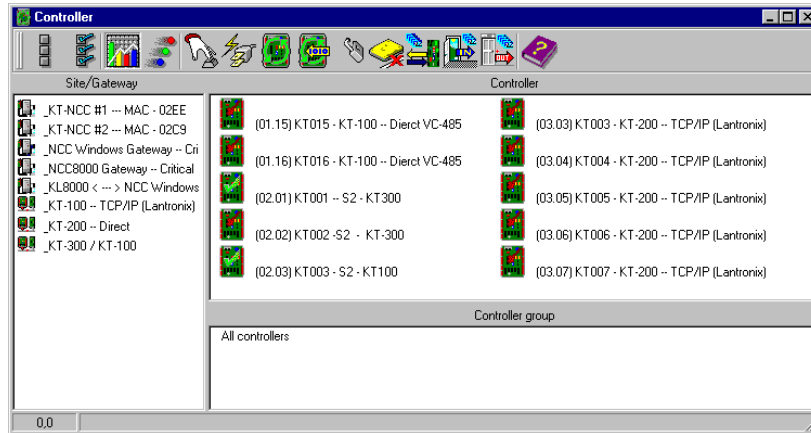 Controller
Site/Gateway
_KT-NCC #1 --- MAC - 02EE
_KT-NCC #2 -- MAC - 02C9
_NCC Windows Gateway -- Cri
_NCC8000 Gateway -- Critical
_KL8000 < --- > NCC Windows
_KT-100 -- TCP/IP (Lantronix)
_KT-200 -- Direct
_KT-300 / KT-100
Controller
(01.15) KT015 - KT-100 -- Dierct VC-485
(01.16) KT016 - KT-100 -- Dierct VC-485
(02.01) KT001 -- S2 - KT300
(02.02) KT002 -S2 - KT-300
(02.03) KT003 - S2 - KT100
(03.03) KT003 - KT-200 -- TCP/IP (Lantronix)
(03.04) KT004 - KT-200 -- TCP/IP (Lantronix)
(03.05) KT005 - KT-200 -- TCP/IP (Lantronix)
(03.06) KT006 - KT-200 -- TCP/IP (Lantronix)
(03.07) KT007 - KT-200 -- TCP/IP (Lantronix)
Controller group
All controllers
0,0